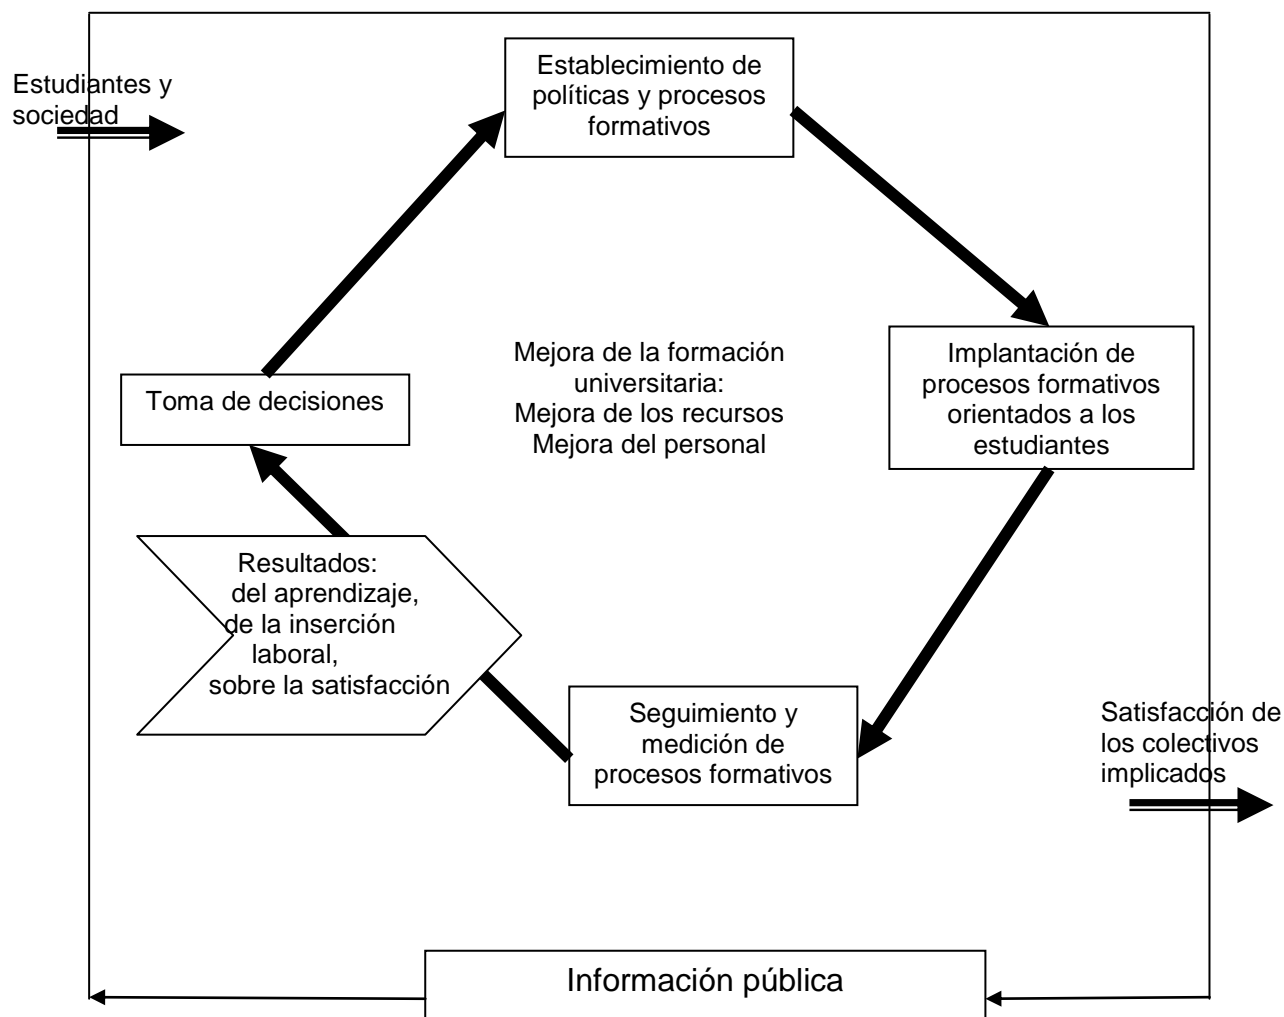 Estudiantes y
sociedad
Establecimiento de
políticas y procesos
formativos
Mejora de la formación
universitaria:
Mejora de los recursos
Mejora del personal
Implantación de
procesos formativos
orientados a los
estudiantes
Toma de decisiones
Resultados:
del aprendizaje,
de la inserción
laboral,
sobre la satisfacción
Seguimiento y
medición de
procesos formativos
Satisfacción de
los colectivos
implicados
Información pública